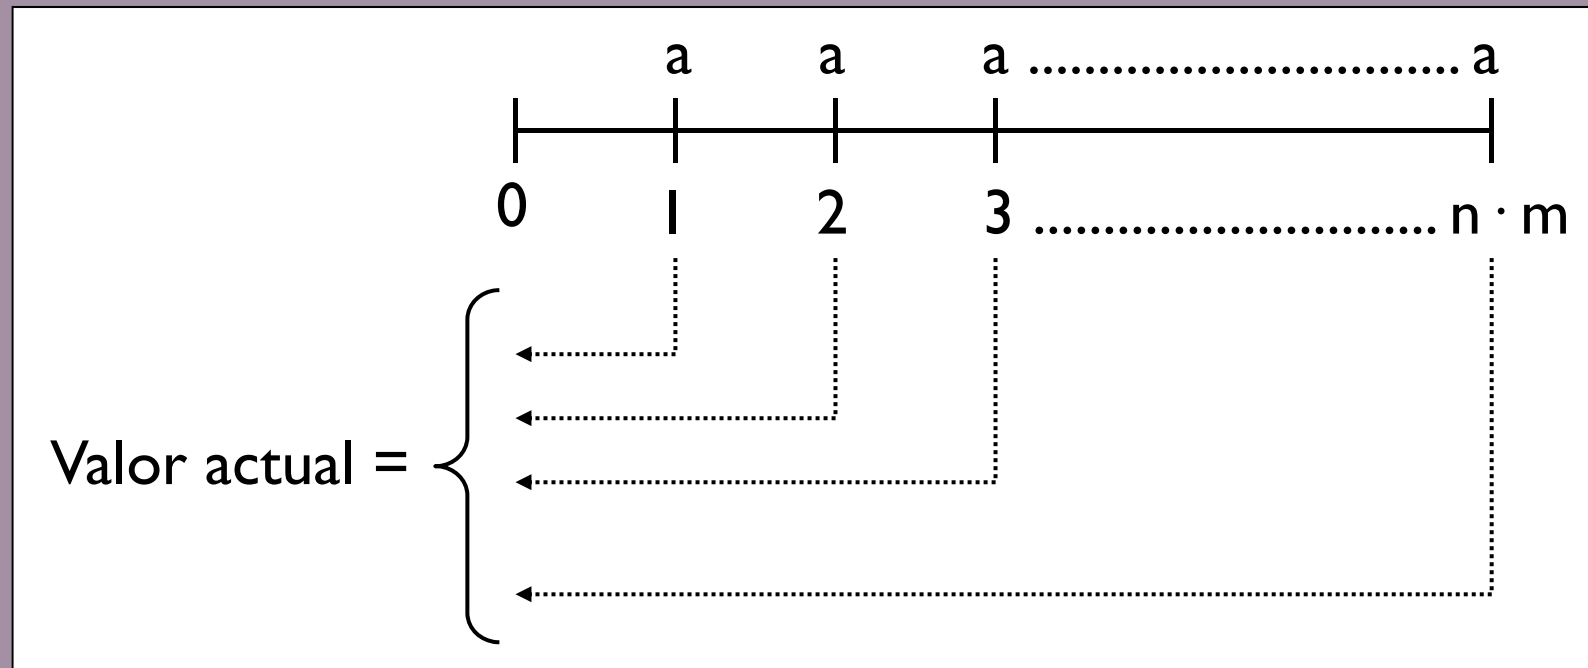 a a a .............................. a
0 1 2 3 ............................ n · m
Valor actual =